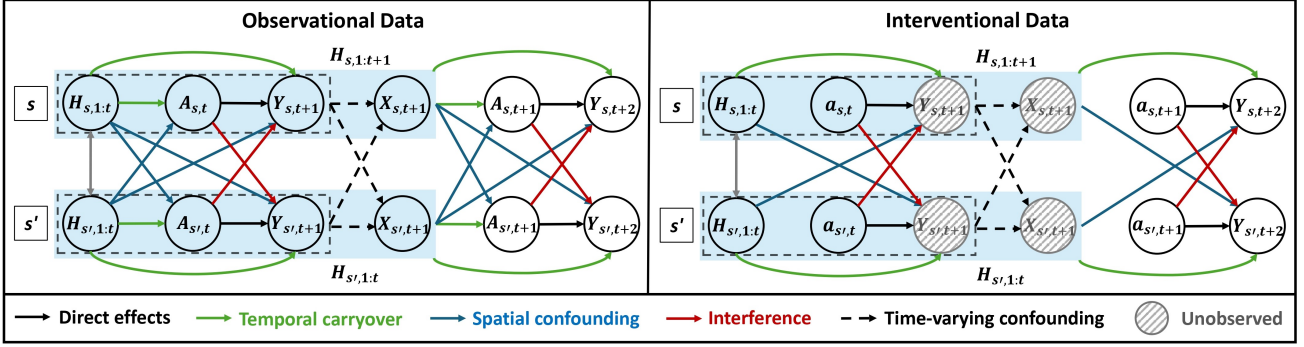 Observational Data
H_{s,1:t+1}
s
H_{s,1:t}
A_{s,t}
Y_{s,t+1}
X_{s,t+1}
A_{s,t+1}
Y_{s,t+2}
s'
H_{s',1:t}
A_{s',t}
Y_{s',t+1}
X_{s',t+1}
A_{s',t+1}
Y_{s',t+2}
H_{s',1:t}
Interventional Data
H_{s,1:t+1}
s
H_{s,1:t}
a_{s,t}
Y_{s,t+1}
X_{s,t+1}
a_{s,t+1}
Y_{s,t+2}
s'
H_{s',1:t}
a_{s',t}
Y_{s',t+1}
X_{s',t+1}
a_{s',t+1}
Y_{s',t+2}
H_{s',1:t}
Direct effects
Temporal carryover
Spatial confounding
Interference
Time-varying confounding
Unobserved